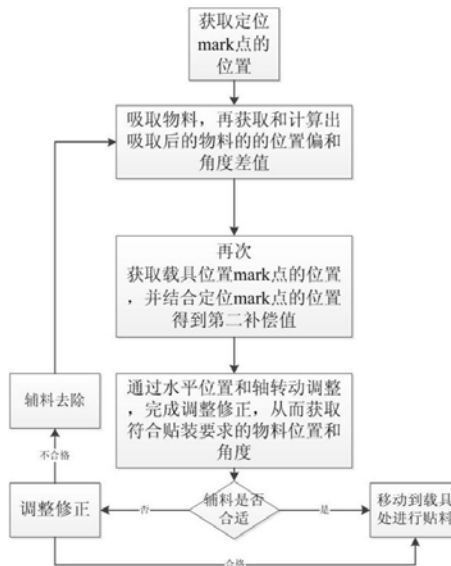 获取定位
mark点的
位置
吸取物料，再获取和计算出
吸取后的物料的的位置偏和
角度差值
再次
获取载具位置mark点的位置
，并结合定位mark点的位置
得到第二补偿值
通过水平位置和轴转动调整
，完成调整修正，从而获取
符合贴装要求的物料位置和
角度
辅料去除
不合格
调整修正
否
辅料是否
合适
是
移动到载具
处进行贴料
合格